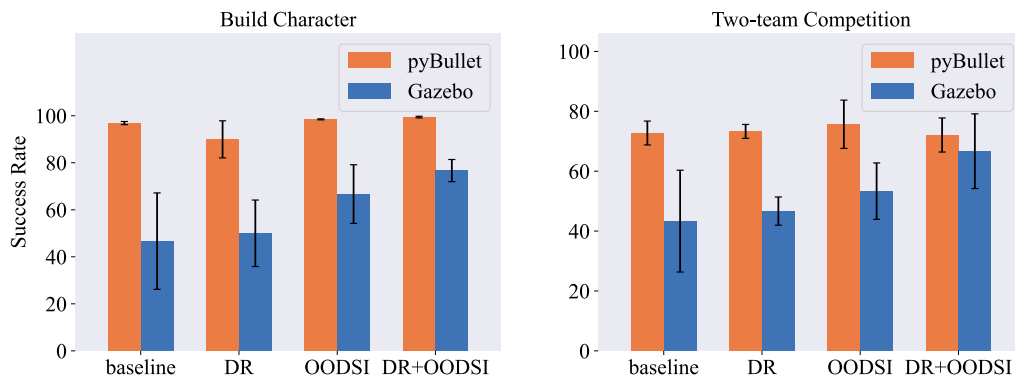 Build Character
Success Rate
100
80
60
40
20
0
pyBullet
Gazebo
baseline
DR
OODSI
DR+OODSI
Two-team Competition
100
80
60
40
20
0
pyBullet
Gazebo
baseline
DR
OODSI
DR+OODSI